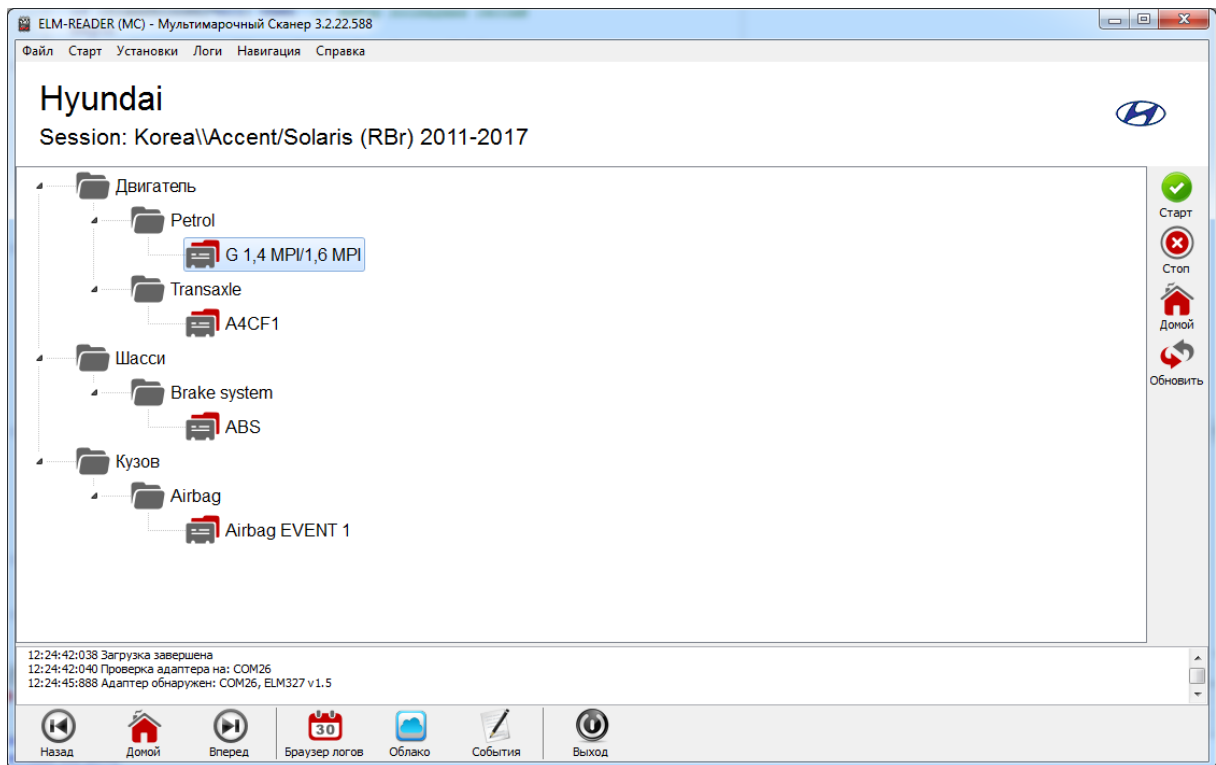 ELM-READER (MC) - Мультимарочный Сканер 3.2.22.588
Файл Старт Установки Логи Навигация Справка
Hyundai
Session: Korea\\Accent/Solaris (RBr) 2011-2017
Двигатель
Petrol
G 1,4 MPI/1,6 MPI
Transaxle
A4CF1
Шасси
Brake system
ABS
Кузов
Airbag
Airbag EVENT 1
Старт
Стоп
Домой
Обновить
12:24:42:038 Загрузка завершена
12:24:42:040 Проверка адаптера на: COM26
12:24:45:888 Адаптер обнаружен: COM26, ELM327 v1.5
30
Назад Домой Вперед Браузер логов Облако События Выход